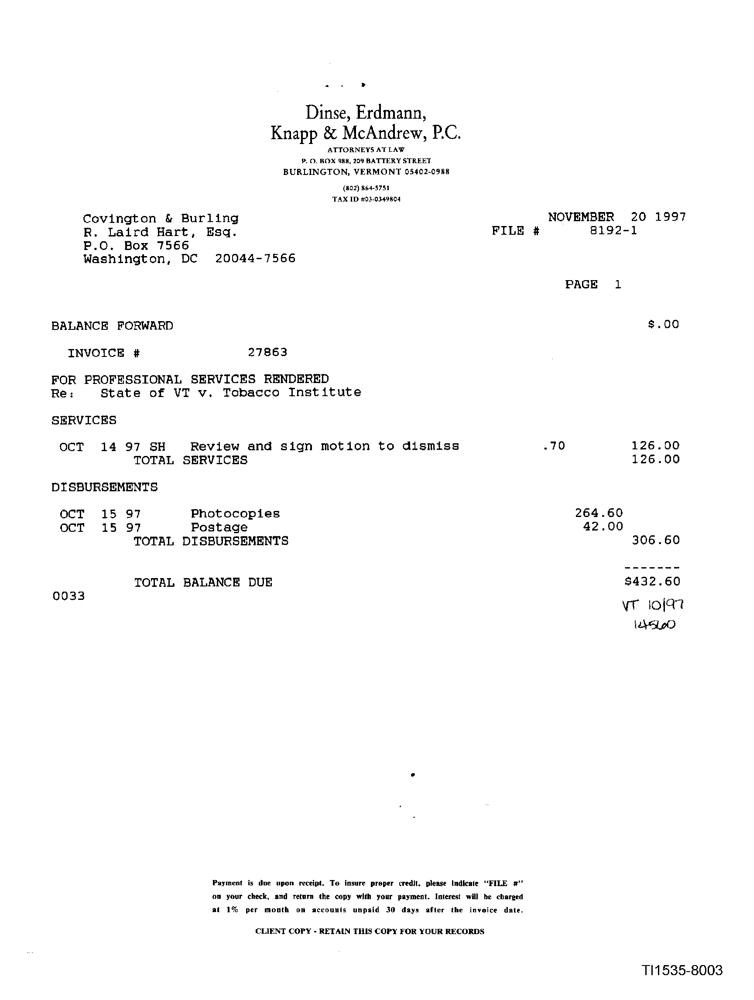 Dinse, Erdmann,
Knapp & McAndrew, P.C.
ATTORNEYS AT LAW
P. O. BOX 988, 209 BATTERY STREET
BURLINGTON, VERMONT 05402-0988
(802) 864-5751
TAX ID #03-0349804
Covington & Burling NOVEMBER 20 1997
R. Laird Hart, Esq. FILE # 8192-1
P.O. Box 7566
Washington, DC 20044-7566
PAGE 1
BALANCE FORWARD $.00
INVOICE # 27863
FOR PROFESSIONAL SERVICES RENDERED
Re: State of VT v. Tobacco Institute
SERVICES
OCT 14 97 SH Review and sign motion to dismiss .70 126.00
TOTAL SERVICES 126.00
DISBURSEMENTS
OCT 15 97 Photocopies 264.60
OCT 15 97 Postage 42.00
TOTAL DISBURSEMENTS 306.60
-------
TOTAL BALANCE DUE $432.60
0033
VT 10/97
14560
Payment is due upon receipt. To insure proper credit, please indicate "FILE #"
on your check, and return the copy with your payment. Interest will be charged
at 1% per month on accounts unpaid 30 days after the invoice date.
CLIENT COPY - RETAIN THIS COPY FOR YOUR RECORDS
TI1535-8003